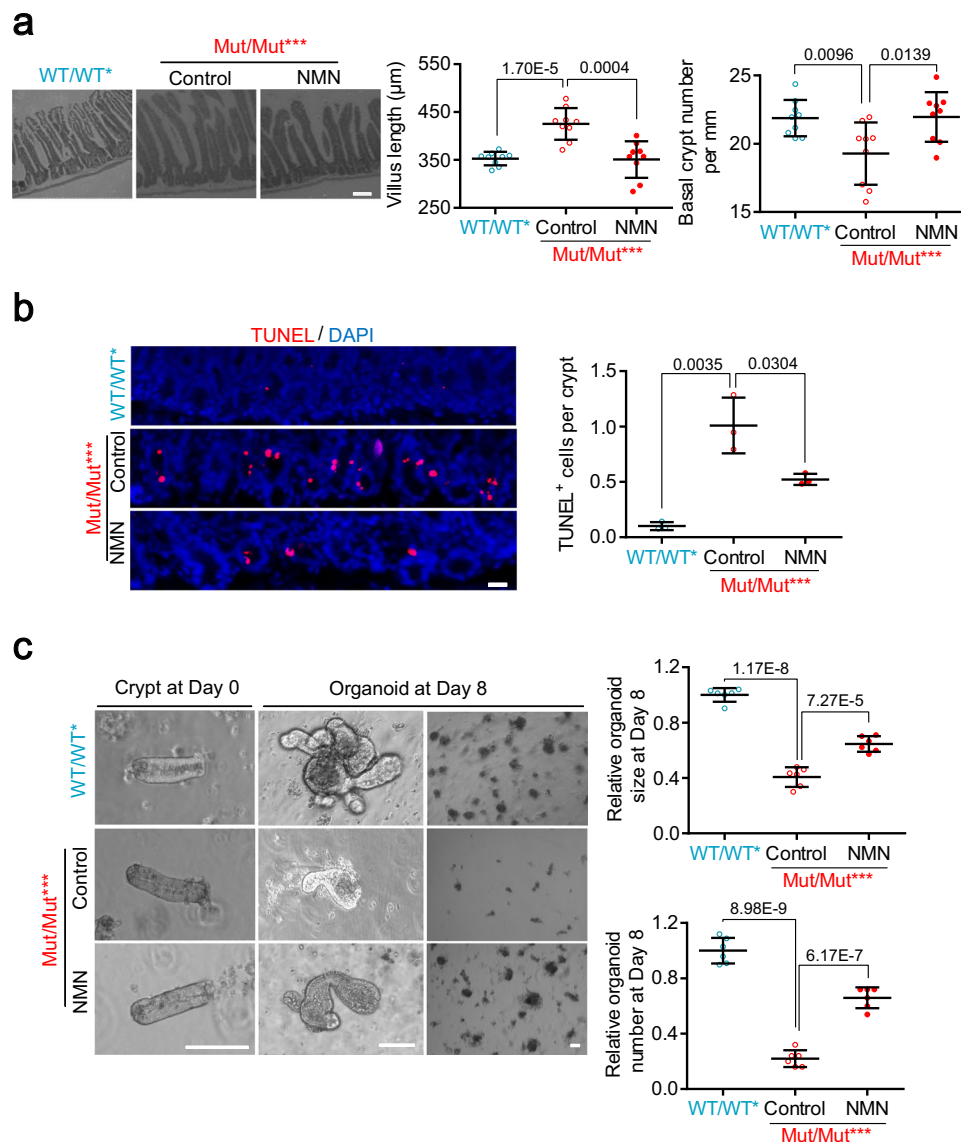 a
Mut/Mut***
WT/WT*
Control
NMN
Villus length (μm)
550
450
350
250
1.70E-5
0.0004
WT/WT*
Control
NMN
Mut/Mut***
Basal crypt number
per mm
25
20
15
0.0096
0.0139
WT/WT*
Control
NMN
Mut/Mut***
b
TUNEL / DAPI
WT/WT*
Mut/Mut***
Control
NMN
TUNEL+ cells per crypt
1.5
1.0
0.5
0.0
0.0035
0.0304
WT/WT*
Control
NMN
Mut/Mut***
c
Crypt at Day 0
Organoid at Day 8
WT/WT*
Mut/Mut***
Control
NMN
Relative organoid
size at Day 8
1.2
0.8
0.4
0.0
1.17E-8
7.27E-5
WT/WT*
Control
NMN
Mut/Mut***
Relative organoid
number at Day 8
1.2
0.8
0.4
0.0
8.98E-9
6.17E-7
WT/WT*
Control
NMN
Mut/Mut***